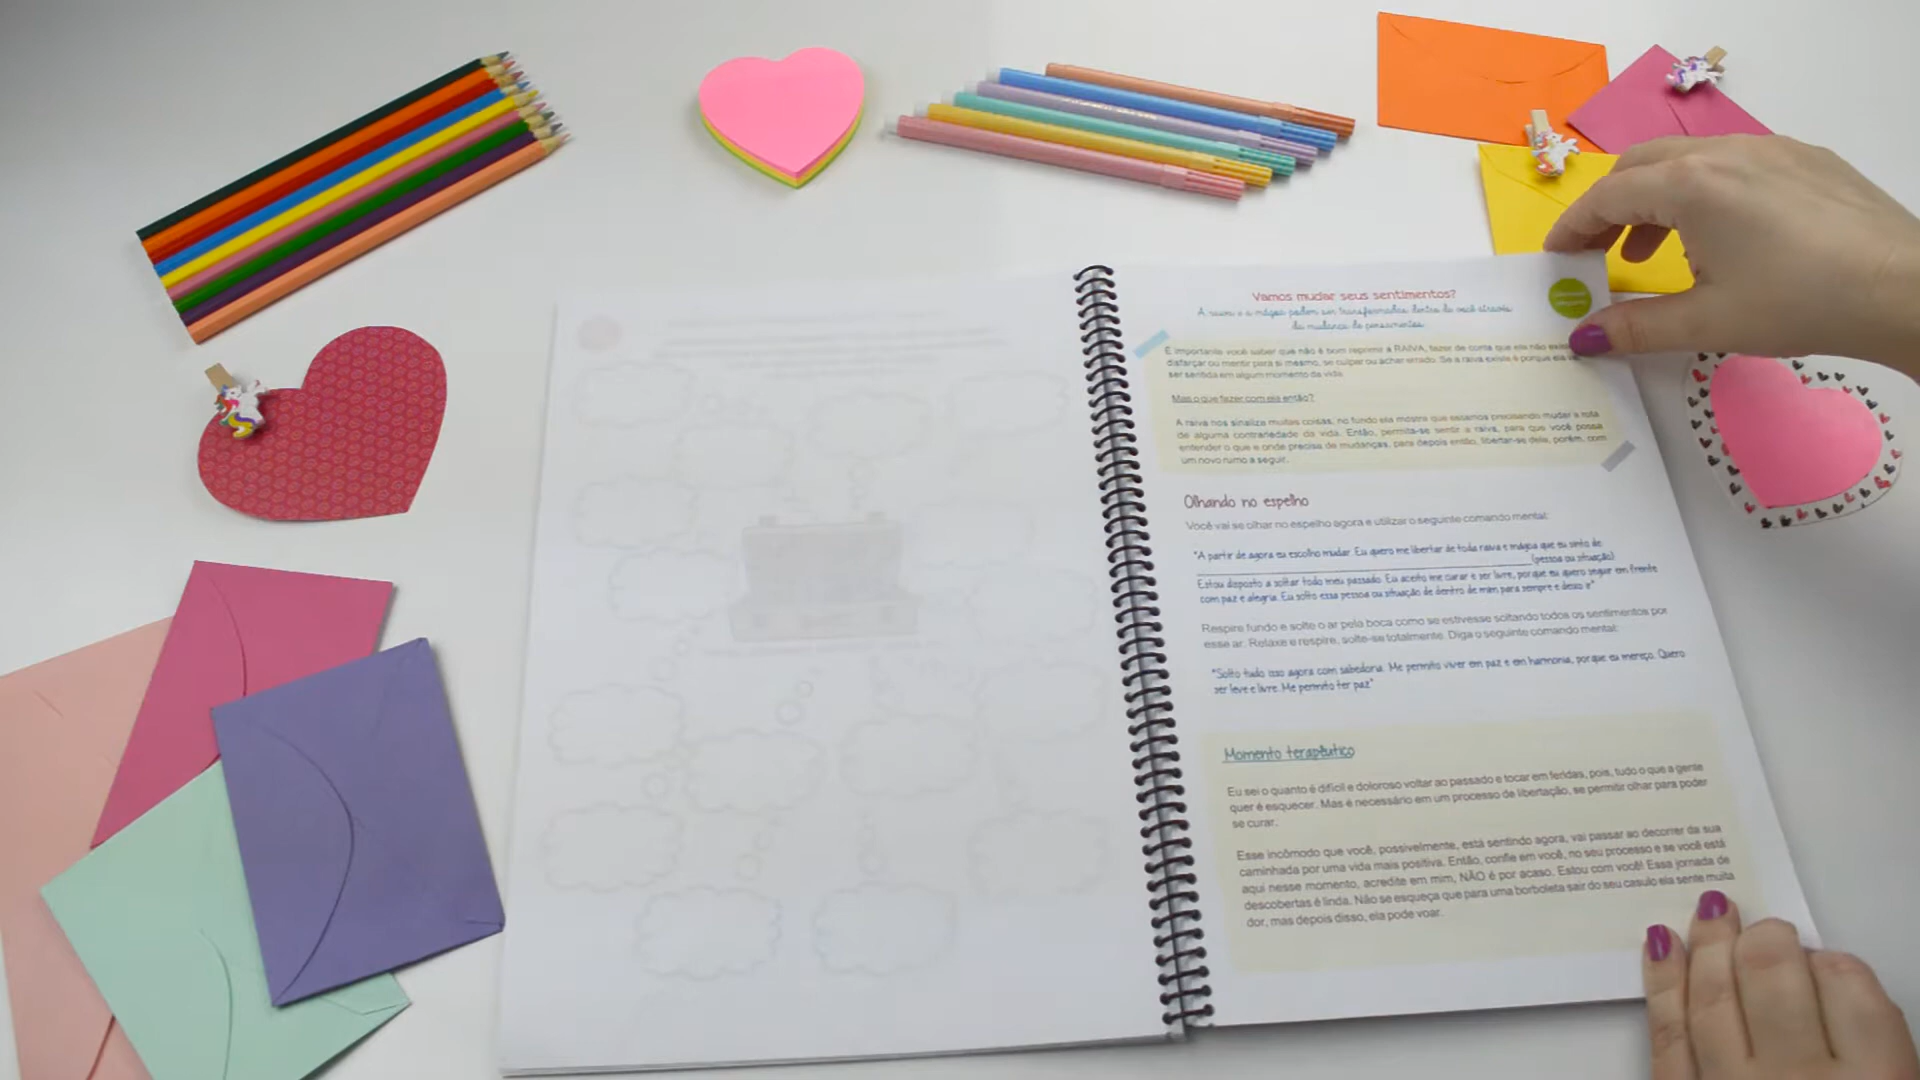 Vamos mudar seus sentimentos?
A raiva e a mágoa podem ser transformadas dentro de você através
da mudança de pensamentos.
É importante você saber que não é bom reprimir a RAIVA, fazer de conta que ela não existe
disfarçar ou mentir para si mesmo, se culpar ou achar errado. Se a raiva existe é porque ela
ser sentida em algum momento da vida.
Mas o que fazer com ela então?
A raiva nos sinaliza muitas coisas, no fundo ela mostra que estamos precisando mudar a rota
de alguma contrariedade da vida. Então, permita-se sentir a raiva, para que você possa
entender o que e onde precisa de mudanças, para depois então, libertar-se dela, porém, com
um novo rumo a seguir.
Olhando no espelho
Você vai se olhar no espelho agora e utilizar o seguinte comando mental:
"A partir de agora eu escolho mudar. Eu quero me libertar de toda raiva e mágoa que eu sinto de
(pessoa ou situação)
Estou disposto a soltar todo meu passado. Eu aceito me curar e ser livre, porque eu quero seguir em frente
com paz e alegria. Eu solto essa pessoa ou situação de dentro de mim para sempre e deixo ir"
Respire fundo e solte o ar pela boca como se estivesse soltando todos os sentimentos por
esse ar. Relaxe e respire, solte-se totalmente. Diga o seguinte comando mental:
"Solto tudo isso agora com sabedoria. Me permito viver em paz e em harmonia, porque eu mereço. Quero
ser leve e livre. Me permito ter paz"
Momento terapêutico
Eu sei o quanto é difícil e doloroso voltar ao passado e tocar em feridas, pois, tudo o que a gente
quer é esquecer. Mas é necessário em um processo de libertação, se permitir olhar para poder
se curar.
Esse incômodo que você, possivelmente, está sentindo agora, vai passar ao decorrer da sua
caminhada por uma vida mais positiva. Então, confie em você, no seu processo e se você está
aqui nesse momento, acredite em mim, NÃO é por acaso. Estou com você! Essa jornada de
descobertas é linda. Não se esqueça que para uma borboleta sair do seu casulo ela sente muita
dor, mas depois disso, ela pode voar.